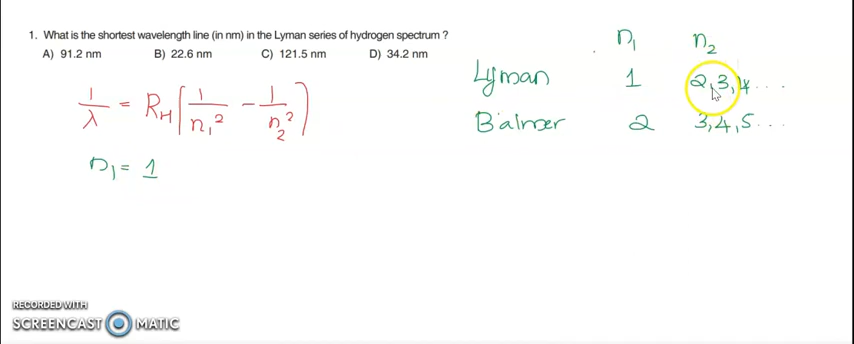 1. What is the shortest wavelength line (in nm) in the Lyman series of hydrogen spectrum ?
A) 91.2 nm B) 22.6 nm C) 121.5 nm D) 34.2 nm
n₁ n₂
Lyman 1 2,3,4...
Balmer 2 3,4,5...
1/λ = R_H(1/n₁² − 1/n₂²)
n₁ = 1
RECORDED WITH
SCREENCAST MATIC